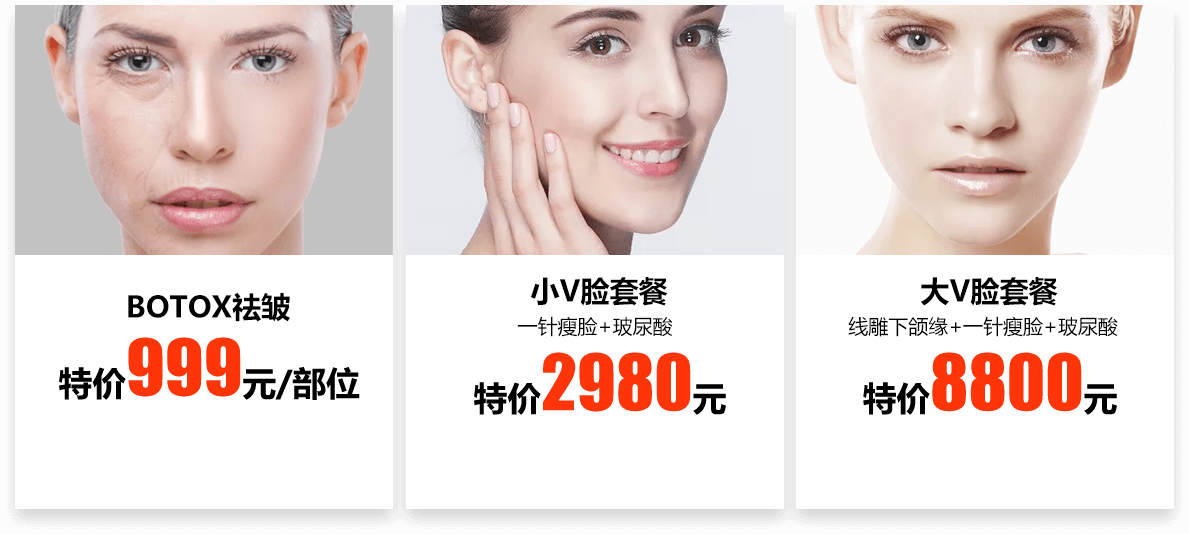 BOTOX祛皱
特价999元/部位
小V脸套餐
一针瘦脸+玻尿酸
特价2980元
大V脸套餐
线雕下颌缘+一针瘦脸+玻尿酸
特价8800元